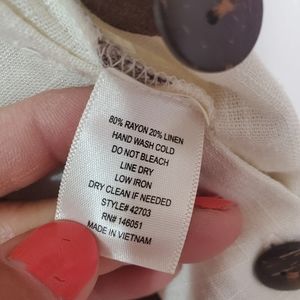 80% RAYON 20% LINEN
HAND WASH COLD
DO NOT BLEACH
LINE DRY
LOW IRON
DRY CLEAN IF NEEDED
STYLE# 42703
RN# 146051
MADE IN VIETNAM